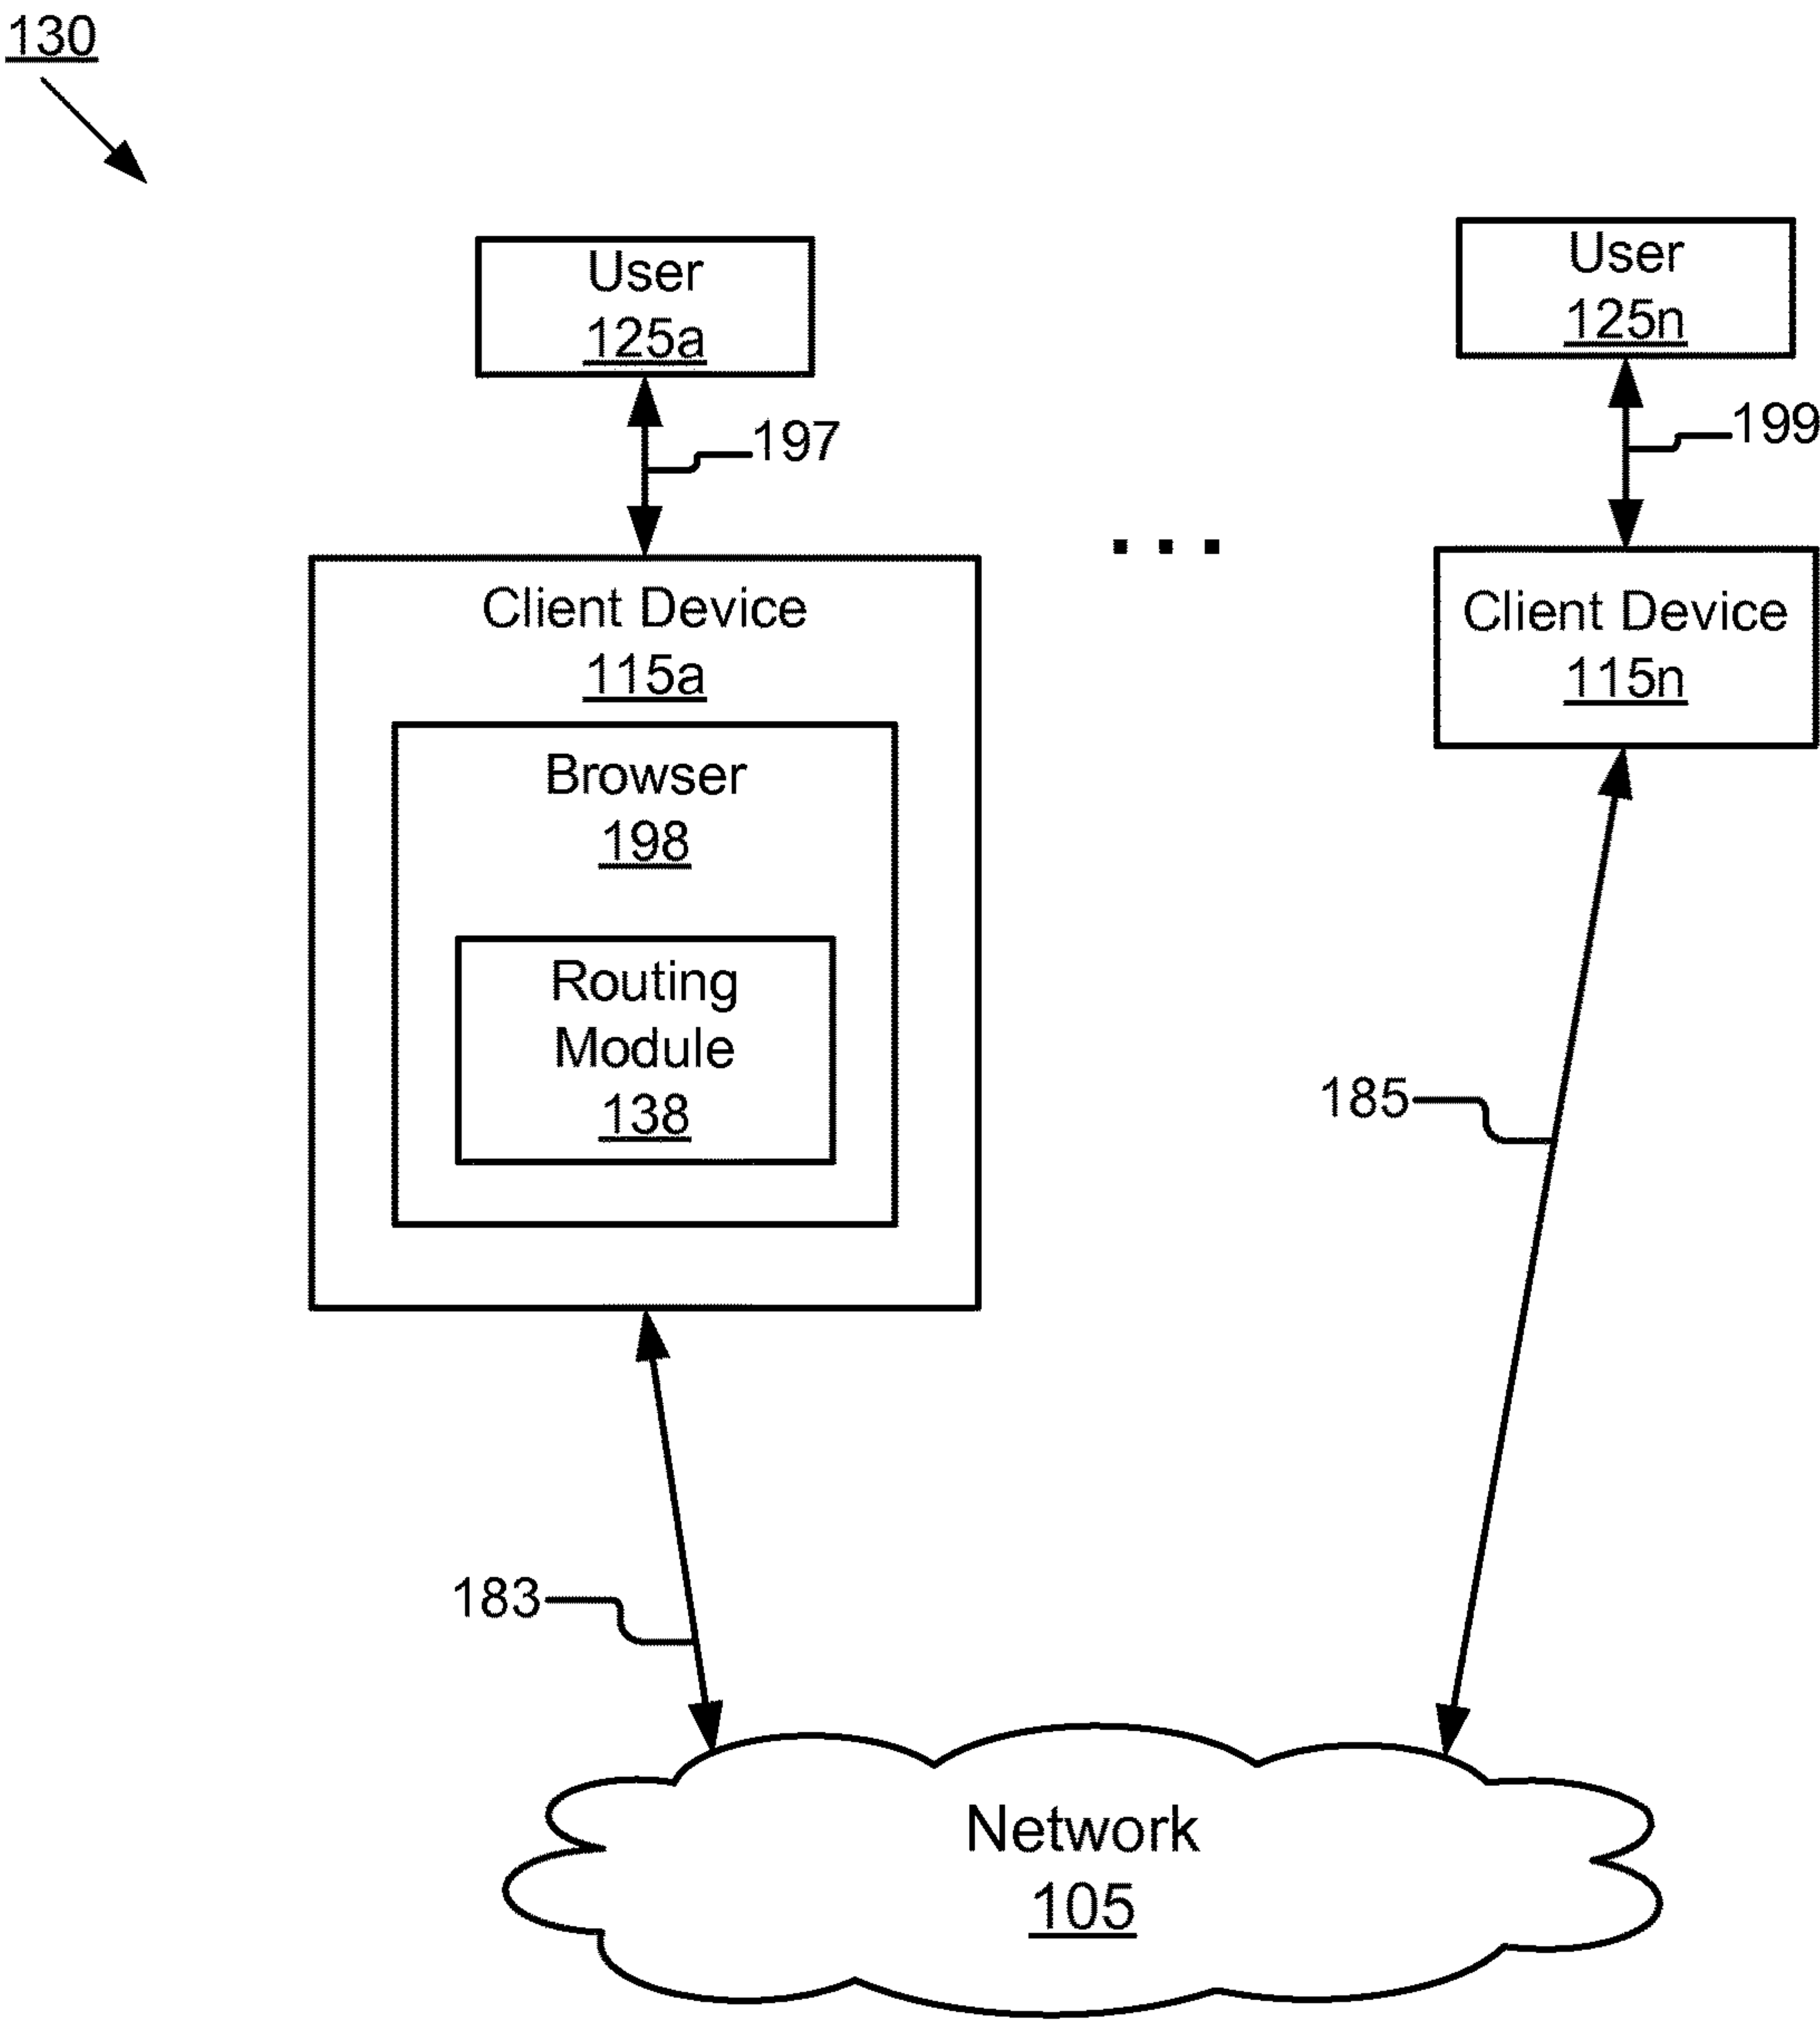 130
User
125a
User
125n
197
199
...
Client Device
115a
Client Device
115n
Browser
198
Routing
Module
138
185
183
Network
105